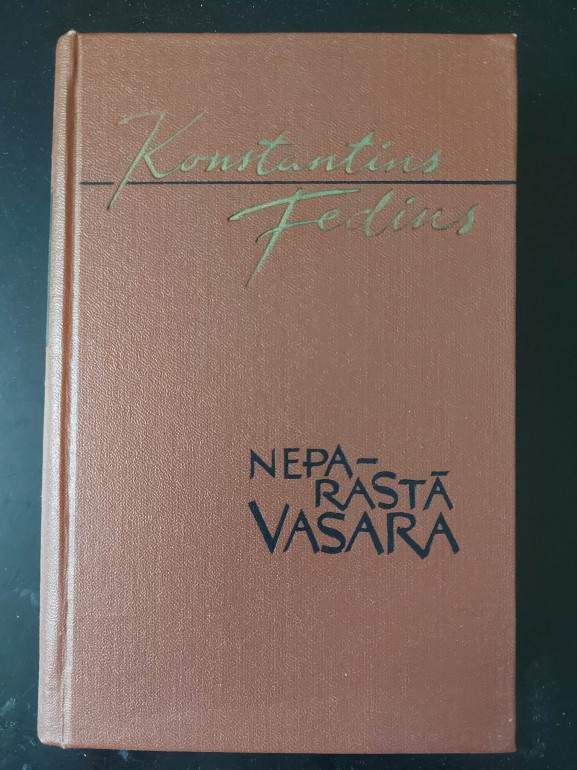 Konstantins
Fedins
NEPA-
RASTĀ
VASARA